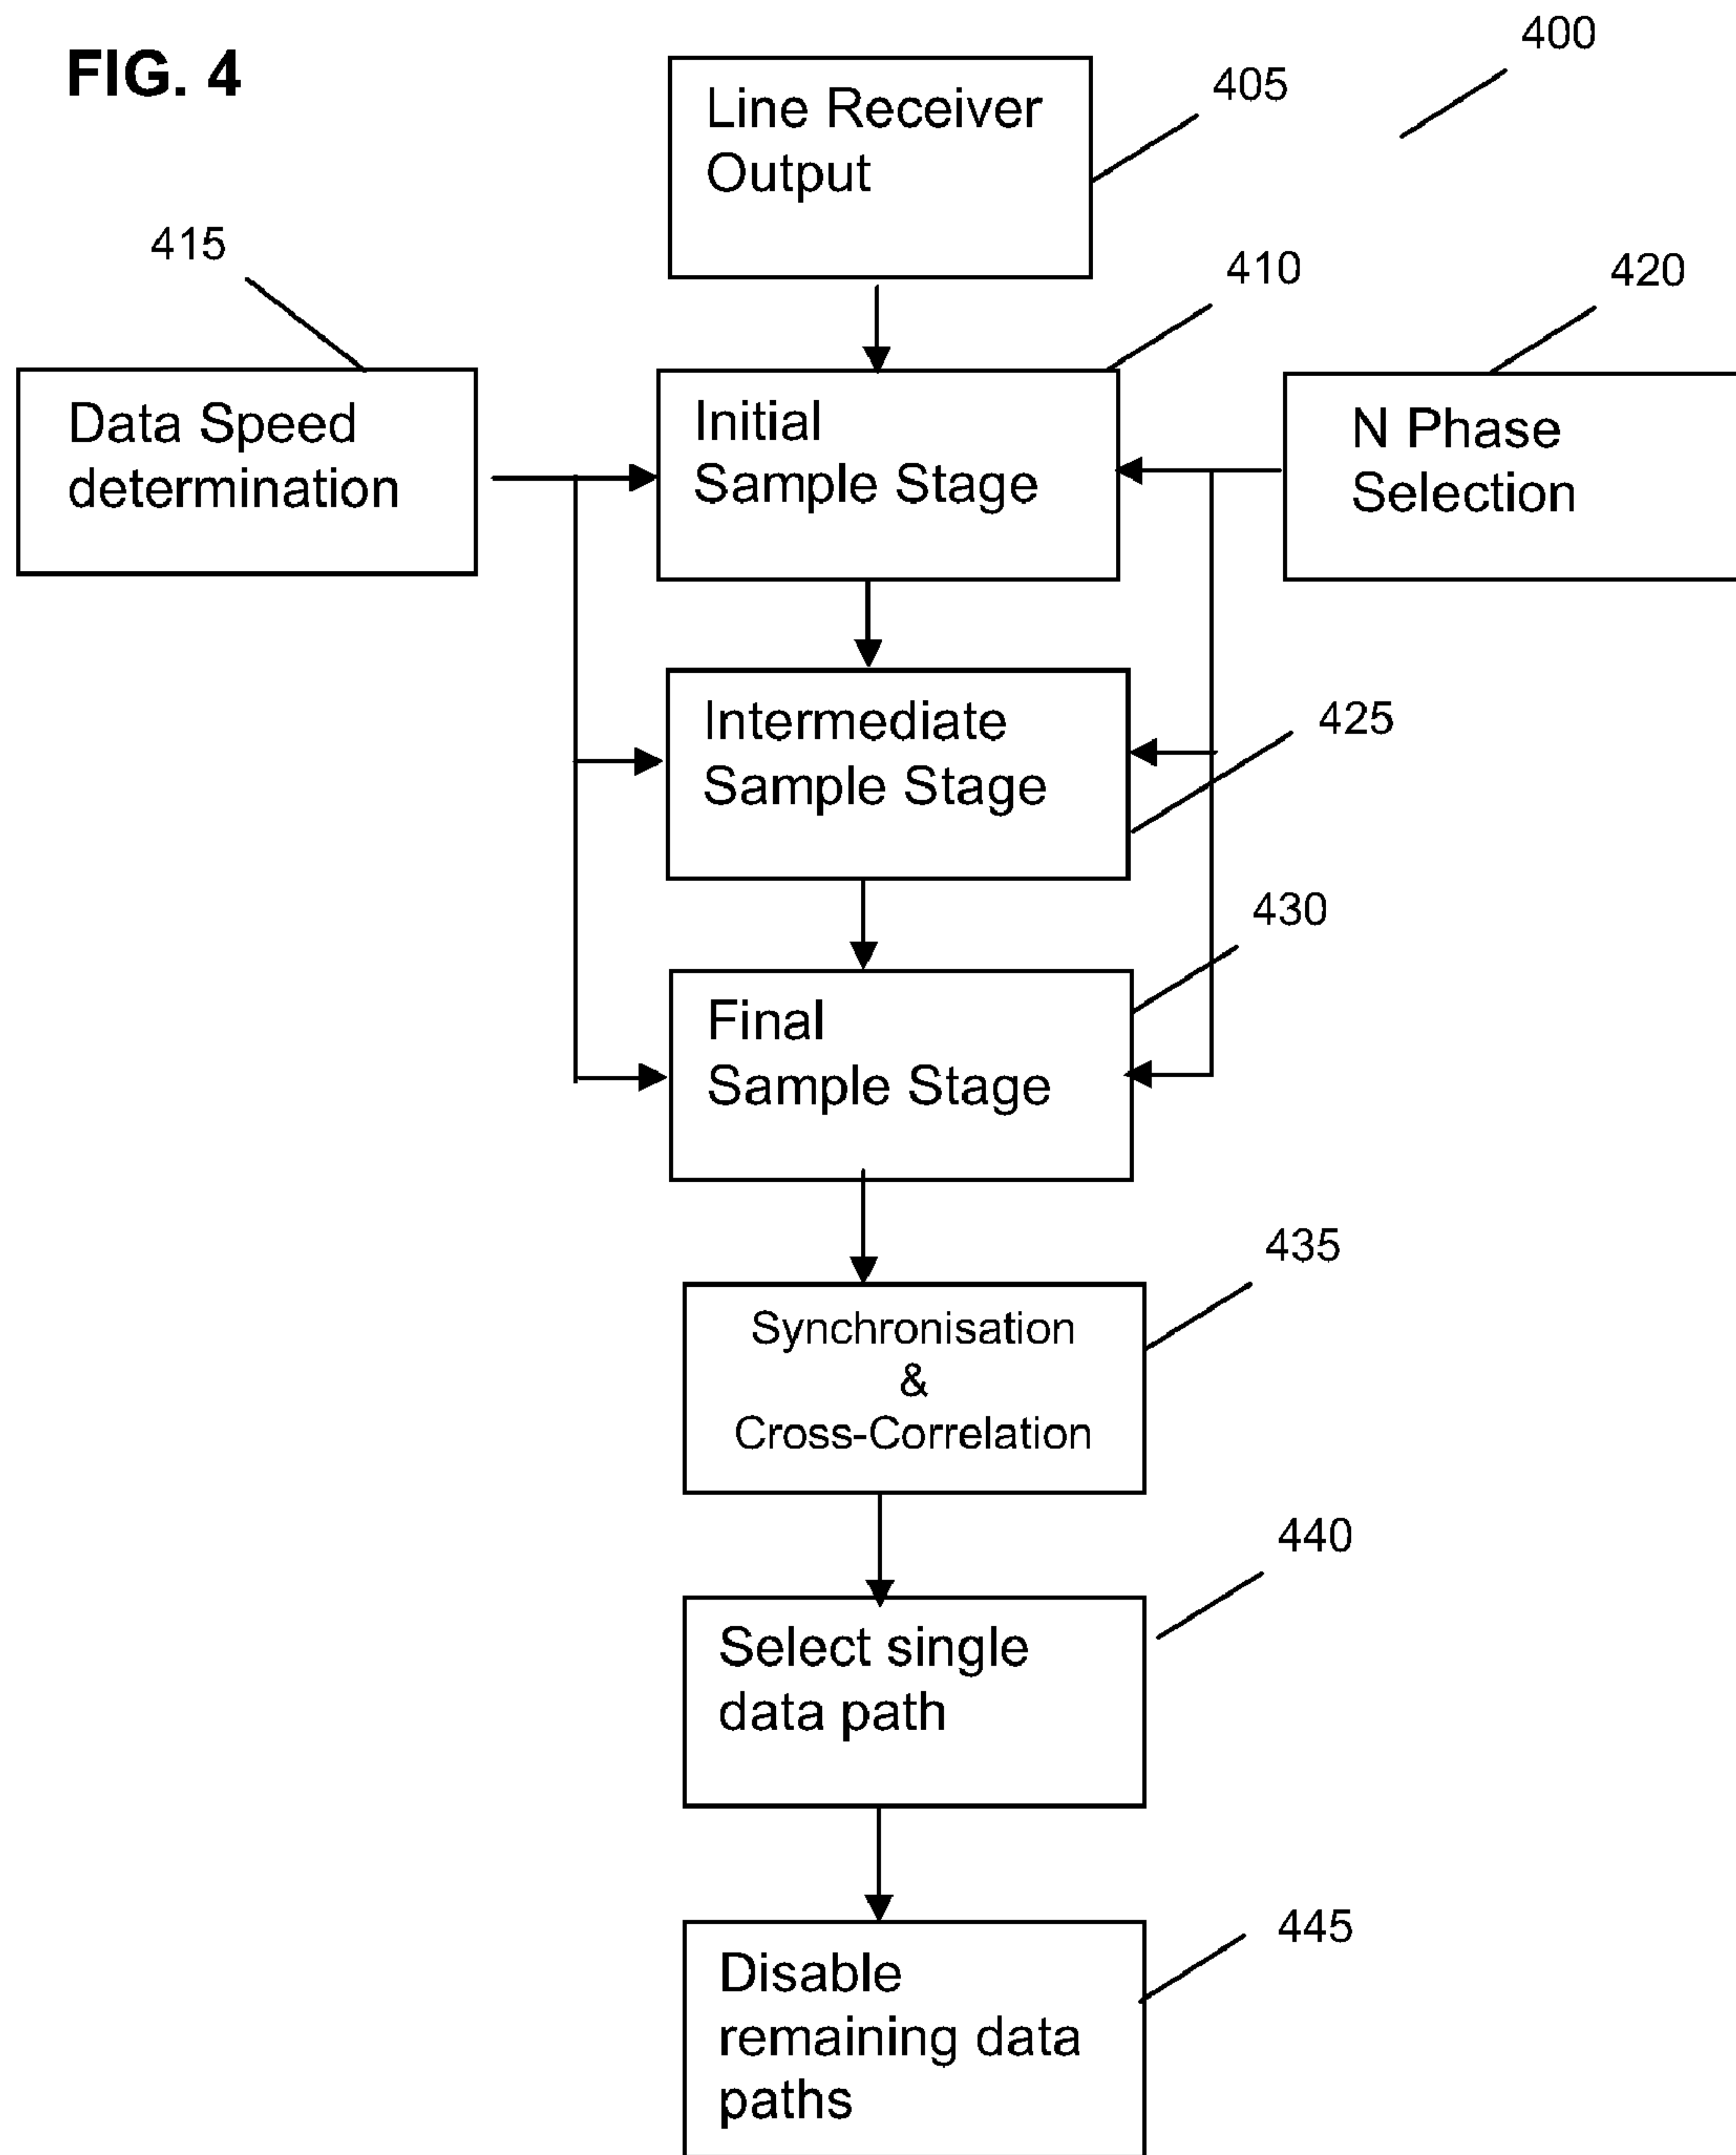 FIG. 4
400
Line Receiver
Output
405
415
410
420
Data Speed
determination
Initial
Sample Stage
N Phase
Selection
Intermediate
Sample Stage
425
430
Final
Sample Stage
435
Synchronisation
&
Cross-Correlation
440
Select single
data path
445
Disable
remaining data
paths